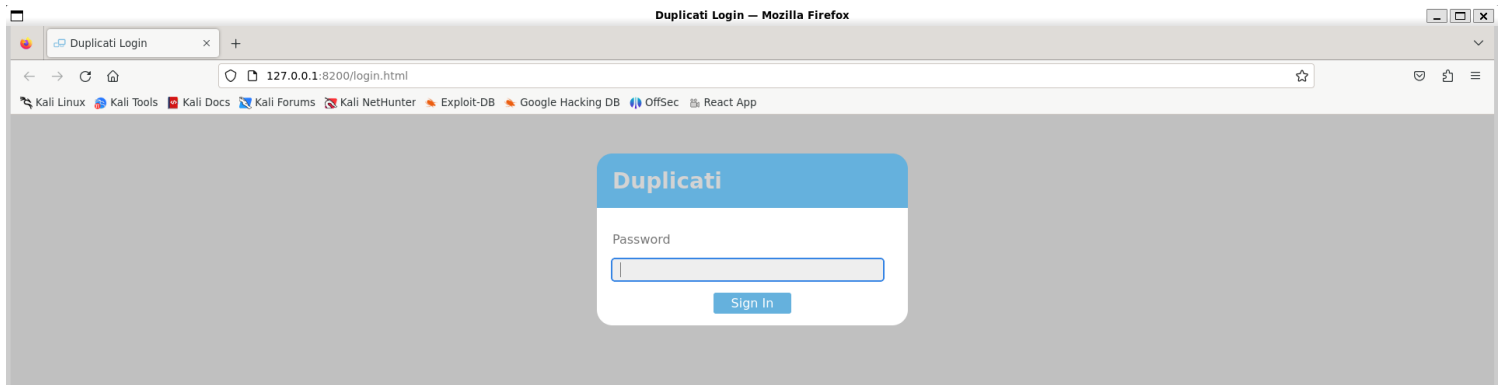 Duplicati Login — Mozilla Firefox
Duplicati Login
127.0.0.1:8200/login.html
Kali Linux Kali Tools Kali Docs Kali Forums Kali NetHunter Exploit-DB Google Hacking DB OffSec React App
Duplicati
Password
Sign In